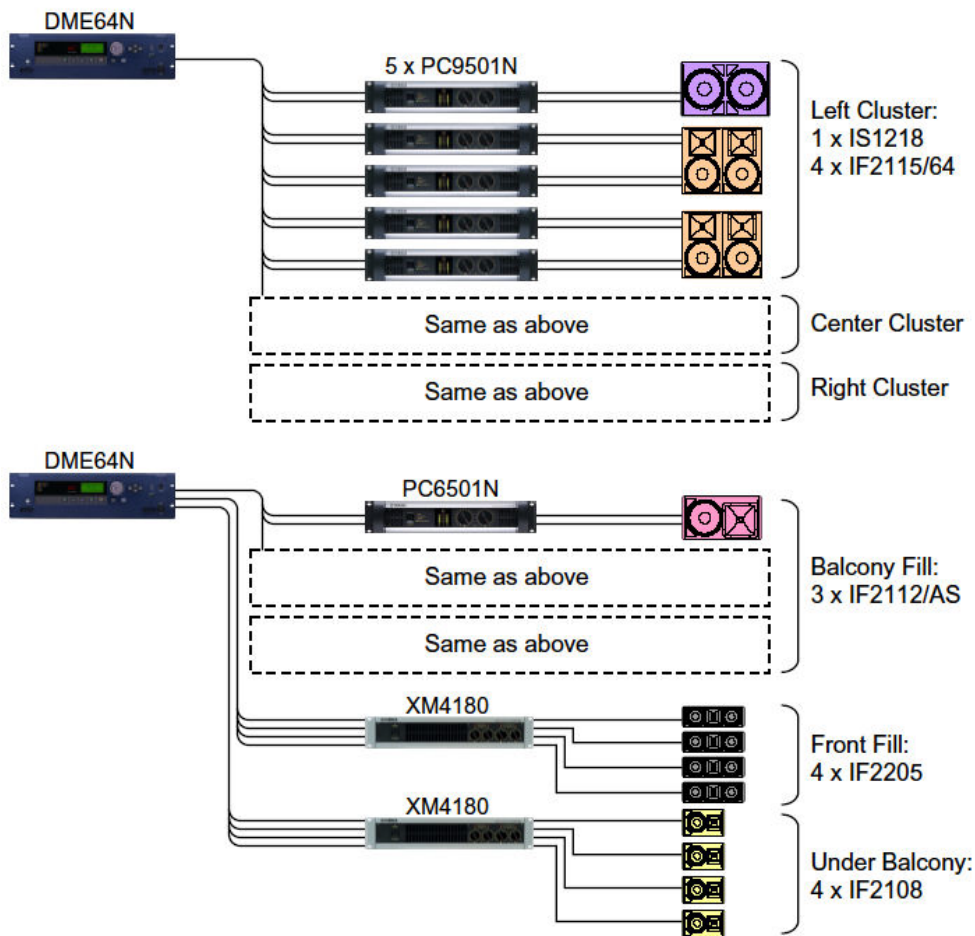 DME64N
5 x PC9501N
Left Cluster:
1 x IS1218
4 x IF2115/64
Same as above
Center Cluster
Same as above
Right Cluster
DME64N
PC6501N
Same as above
Balcony Fill:
3 x IF2112/AS
Same as above
XM4180
Front Fill:
4 x IF2205
XM4180
Under Balcony:
4 x IF2108